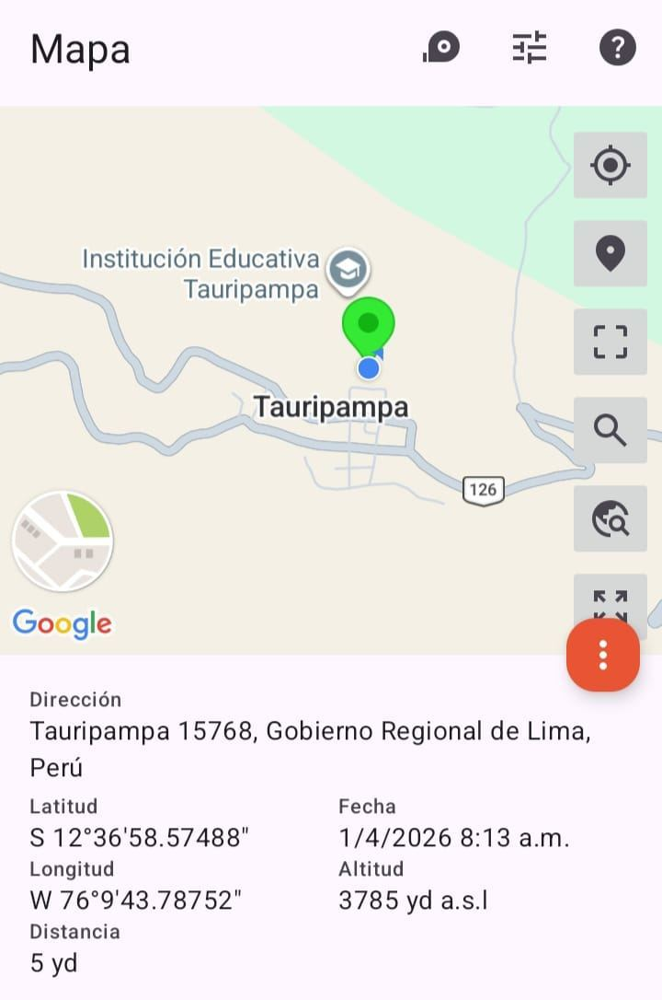 Mapa
Institución Educativa
Tauripampa
Tauripampa
126
Google
Dirección
Tauripampa 15768, Gobierno Regional de Lima,
Perú
Latitud
S 12°36'58.57488"
Fecha
1/4/2026 8:13 a.m.
Longitud
W 76°9'43.78752"
Altitud
3785 yd a.s.l
Distancia
5 yd